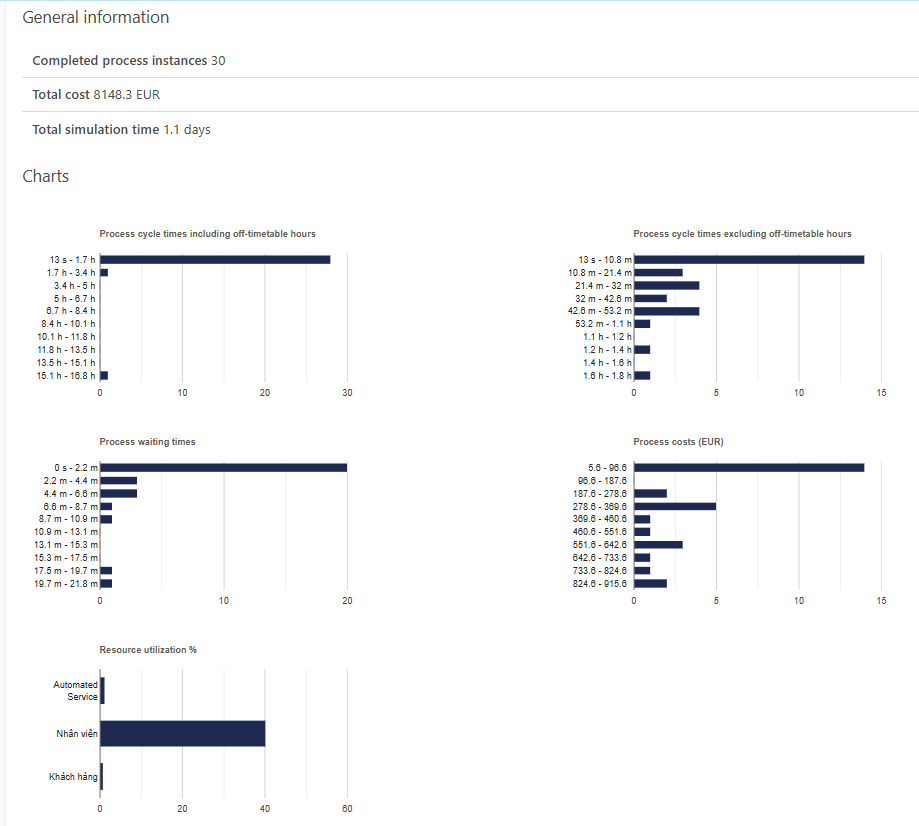 General information
Completed process instances 30
Total cost 8148.3 EUR
Total simulation time 1.1 days
Charts
Process cycle times including off-timetable hours
13 s - 1.7 h
1.7 h - 3.4 h
3.4 h - 5 h
5 h - 6.7 h
6.7 h - 8.4 h
8.4 h - 10.1 h
10.1 h - 11.8 h
11.8 h - 13.5 h
13.5 h - 15.1 h
15.1 h - 16.8 h
0 10 20 30
Process cycle times excluding off-timetable hours
13 s - 10.8 m
10.8 m - 21.4 m
21.4 m - 32 m
32 m - 42.6 m
42.6 m - 53.2 m
53.2 m - 1.1 h
1.1 h - 1.2 h
1.2 h - 1.4 h
1.4 h - 1.6 h
1.6 h - 1.8 h
0 5 10 15
Process waiting times
0 s - 2.2 m
2.2 m - 4.4 m
4.4 m - 6.6 m
6.6 m - 8.7 m
8.7 m - 10.9 m
10.9 m - 13.1 m
13.1 m - 15.3 m
15.3 m - 17.5 m
17.5 m - 19.7 m
19.7 m - 21.8 m
0 10 20
Process costs (EUR)
5.6 - 96.6
96.6 - 187.6
187.6 - 278.6
278.6 - 369.6
369.6 - 460.6
460.6 - 551.6
551.6 - 642.6
642.6 - 733.6
733.6 - 824.6
824.6 - 915.6
0 5 10 15
Resource utilization %
Automated
Service
Nhân viên
Khách hàng
0 20 40 60